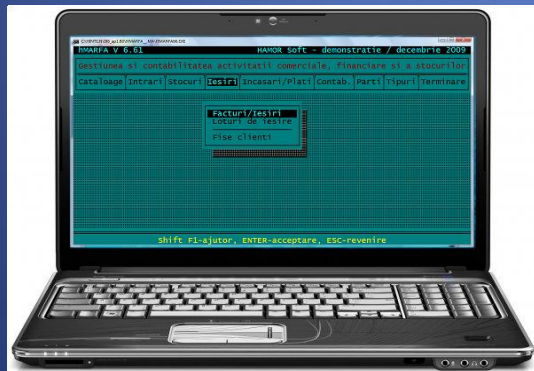 hMARFA V 6.61 HAMOR Soft - demonstratie / decembrie 2009
Gestiunea si contabilitatea activitatii comerciale, financiare si a stocurilor
Cataloage Intrari Stocuri Iesiri Incasari/Plati Contab. Parti Tipuri Terminare
Facturi/Iesiri
Loturi de iesire
Fise clienti
Shift F1-ajutor, ENTER-acceptare, ESC-revenire